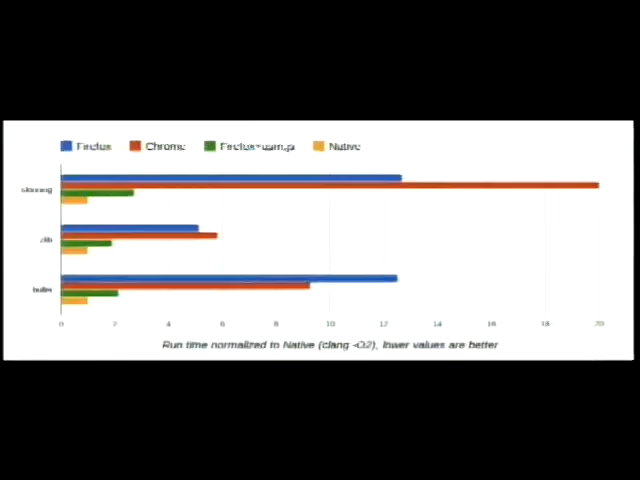 Firefox Chrome Firefox+asm.js Native
skinning
zlib
bullet
0 2 4 6 8 10 12 14 16 18 20
Run time normalized to Native (clang -O2), lower values are better